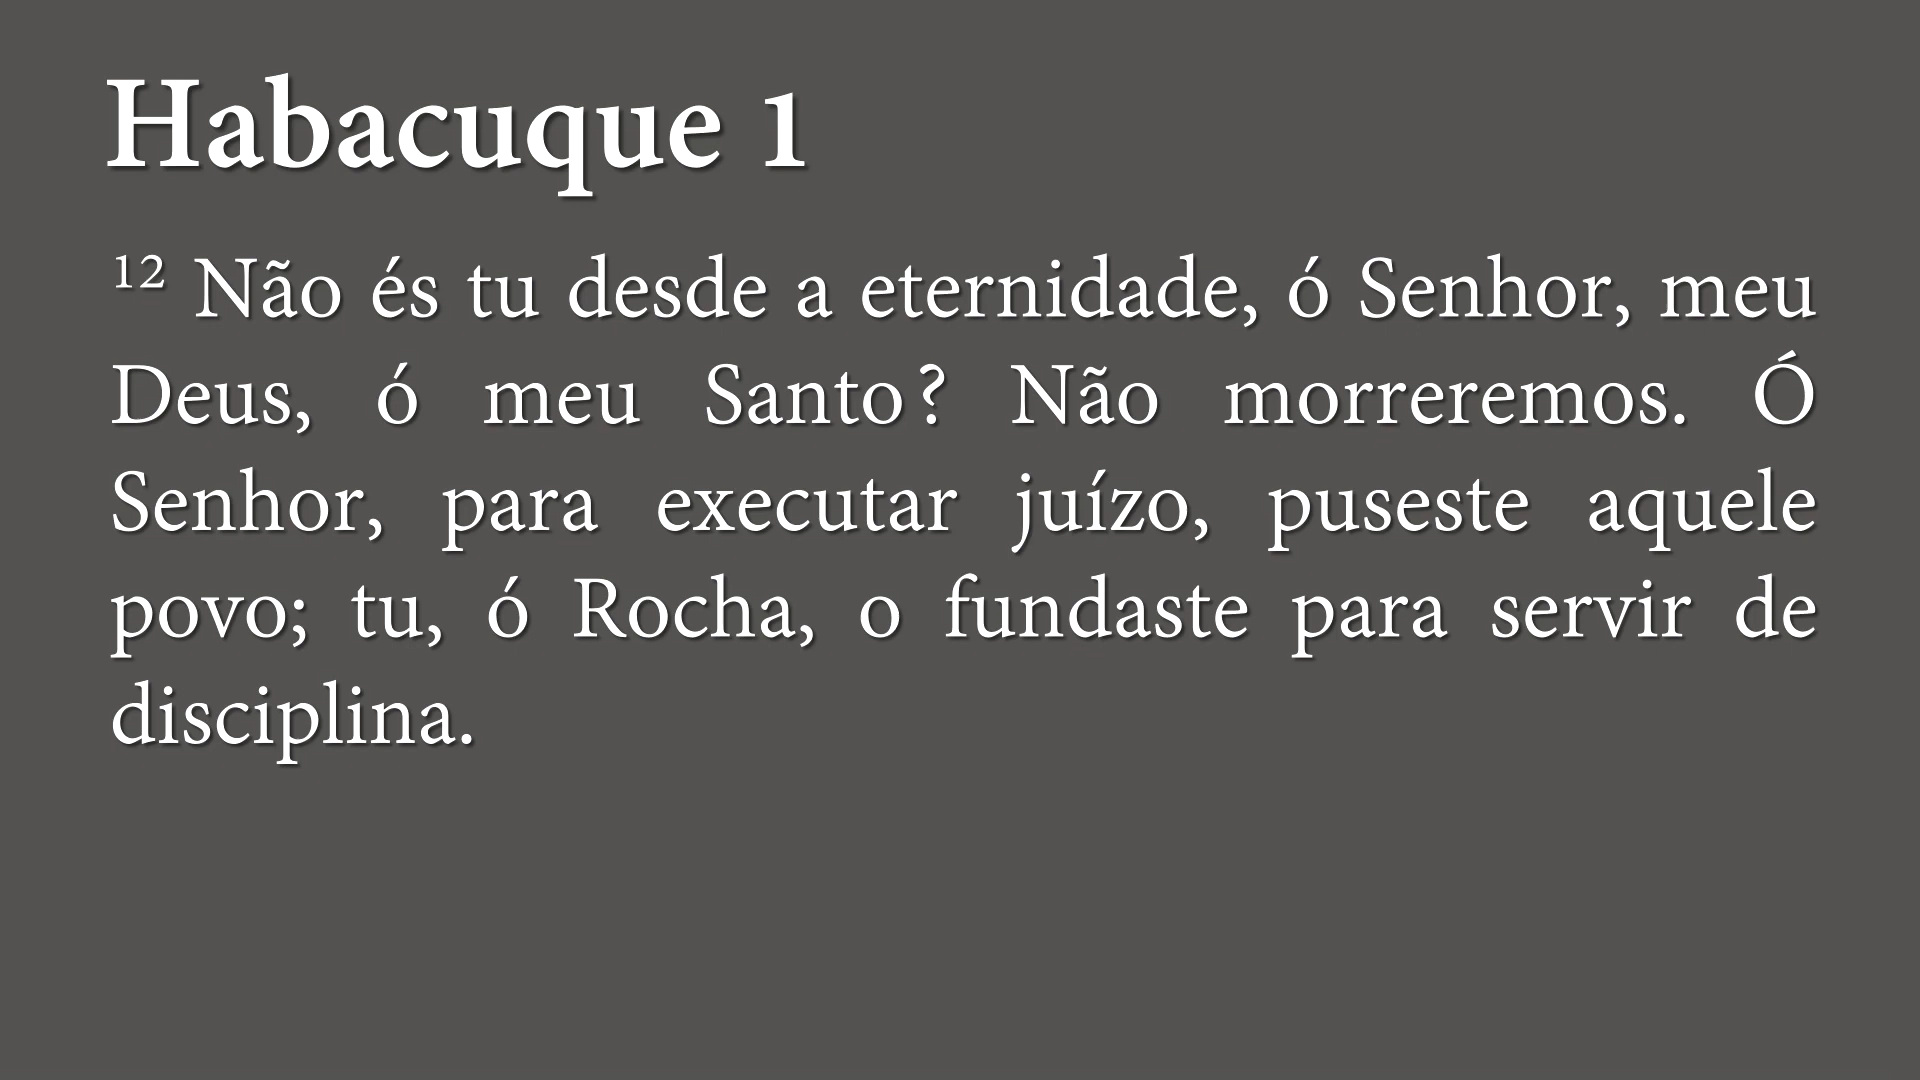 Habacuque 1
¹² Não és tu desde a eternidade, ó Senhor, meu
Deus, ó meu Santo? Não morreremos. Ó
Senhor, para executar juízo, puseste aquele
povo; tu, ó Rocha, o fundaste para servir de
disciplina.